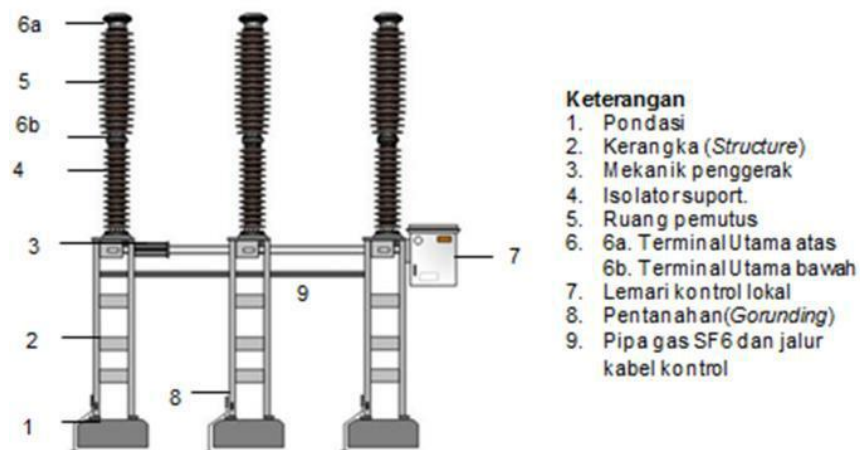 6a
5
6b
4
3
7
9
2
8
1
Keterangan
1. Pondasi
2. Kerangka (Structure)
3. Mekanik penggerak
4. Isolator suport.
5. Ruang pemutus
6. 6a. Terminal Utama atas
6b. Terminal Utama bawah
7. Lemari kontrol lokal
8. Pentanahan(Gorunding)
9. Pipa gas SF6 dan jalur
kabel kontrol